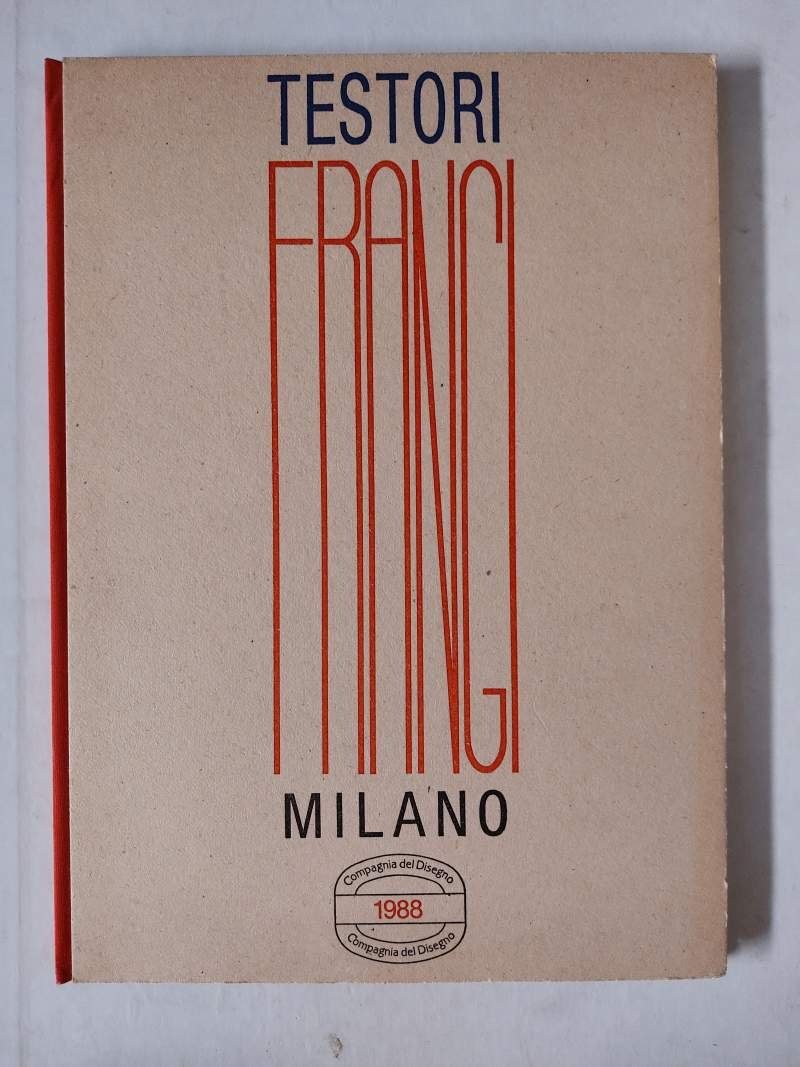 TESTORI
FRANGI
MILANO
Compagnia del Disegno
1988
Compagnia del Disegno